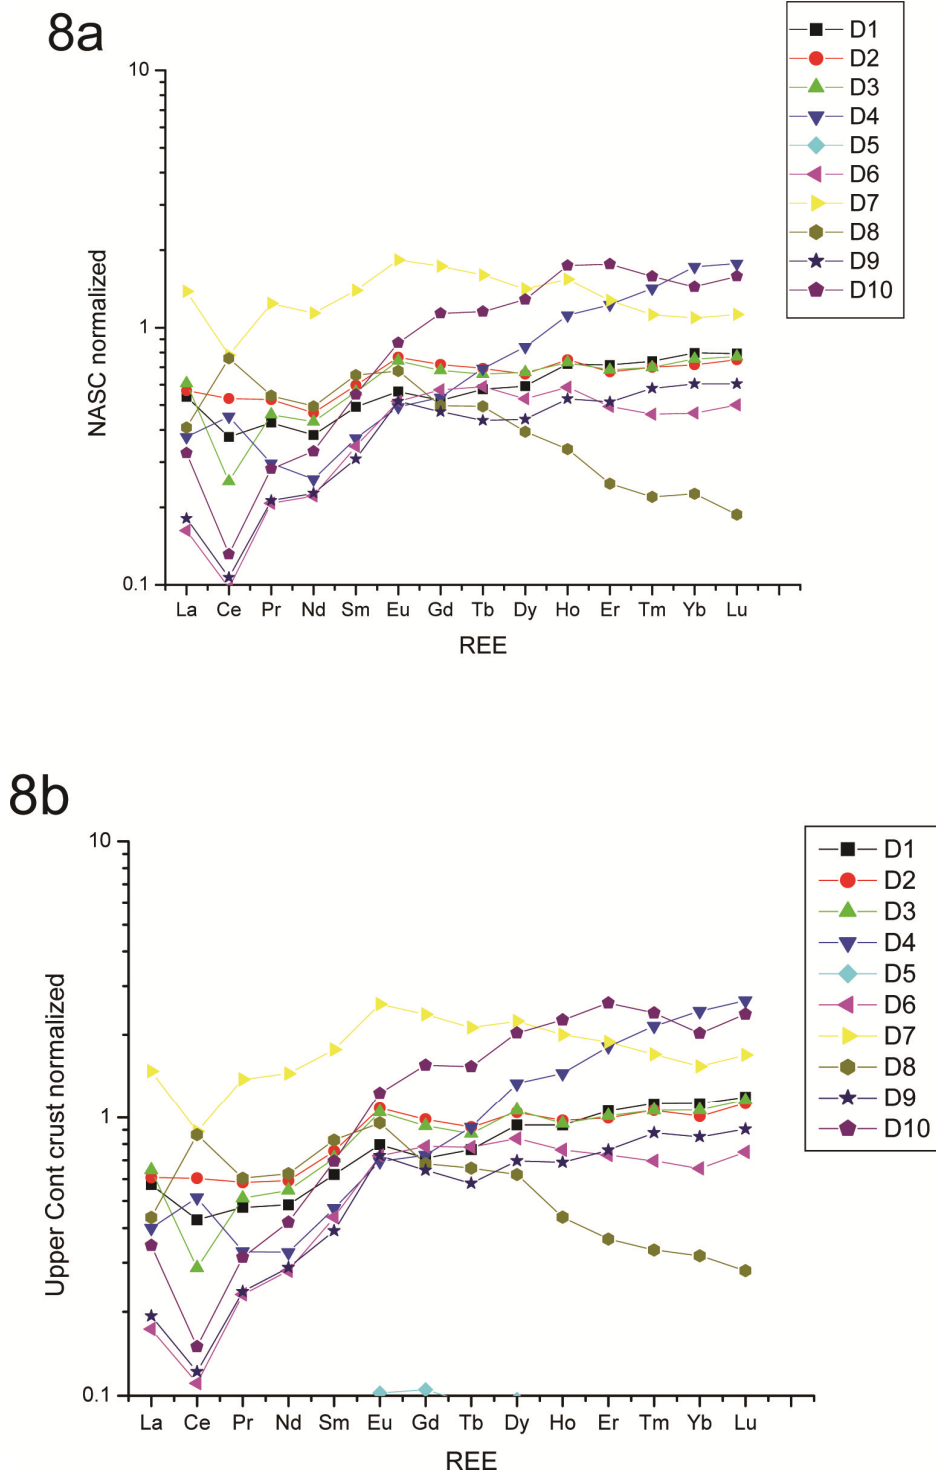 8a
D1
D2
D3
D4
D5
D6
D7
D8
D9
D10
10
1
0.1
NASC normalized
La Ce Pr Nd Sm Eu Gd Tb Dy Ho Er Tm Yb Lu
REE
8b
D1
D2
D3
D4
D5
D6
D7
D8
D9
D10
10
1
0.1
Upper Cont crust normalized
La Ce Pr Nd Sm Eu Gd Tb Dy Ho Er Tm Yb Lu
REE